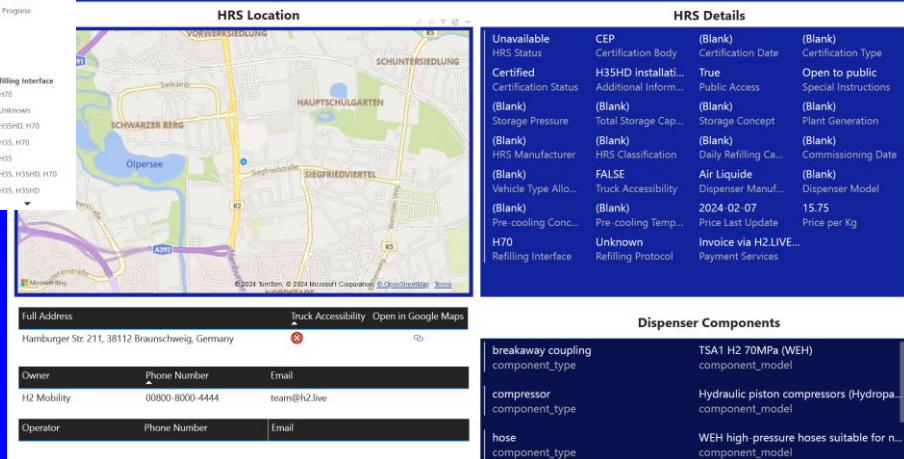 Progress
filling Interface
H70
Unknown
H35HD, H70
H35, H70
H35
H35, H35HD, H70
H35, H35HD
HRS Location
VORWERKSIEDLUNG
K5
SCHUNTERSIEDLUNG
Sielkamp
HAUPTSCHULGARTEN
SCHWARZER BERG
Ölpersee
Siegfriedstraße
SIEGFRIEDVIERTEL
K2
A392
K5
Hamburg
NORDSTADT
Microsoft Bing
© 2024 TomTom, © 2024 Microsoft Corporation, © OpenStreetMap Terms
Full Address Truck Accessibility Open in Google Maps
Hamburger Str. 211, 38112 Braunschweig, Germany
Owner Phone Number Email
H2 Mobility 00800-8000-4444 team@h2.live
Operator Phone Number Email
HRS Details
Unavailable CEP (Blank) (Blank)
HRS Status Certification Body Certification Date Certification Type
Certified H35HD installati... True Open to public
Certification Status Additional Inform... Public Access Special Instructions
(Blank) (Blank) (Blank) (Blank)
Storage Pressure Total Storage Cap... Storage Concept Plant Generation
(Blank) (Blank) (Blank) (Blank)
HRS Manufacturer HRS Classification Daily Refilling Ca... Commissioning Date
(Blank) FALSE Air Liquide (Blank)
Vehicle Type Allo... Truck Accessibility Dispenser Manuf... Dispenser Model
(Blank) (Blank) 2024-02-07 15.75
Pre-cooling Conc... Pre-cooling Temp... Price Last Update Price per Kg
H70 Unknown Invoice via H2.LIVE...
Refilling Interface Refilling Protocol Payment Services
Dispenser Components
breakaway coupling TSA1 H2 70MPa (WEH)
component_type component_model
compressor Hydraulic piston compressors (Hydropa...
component_type component_model
hose WEH high-pressure hoses suitable for n...
component_type component_model